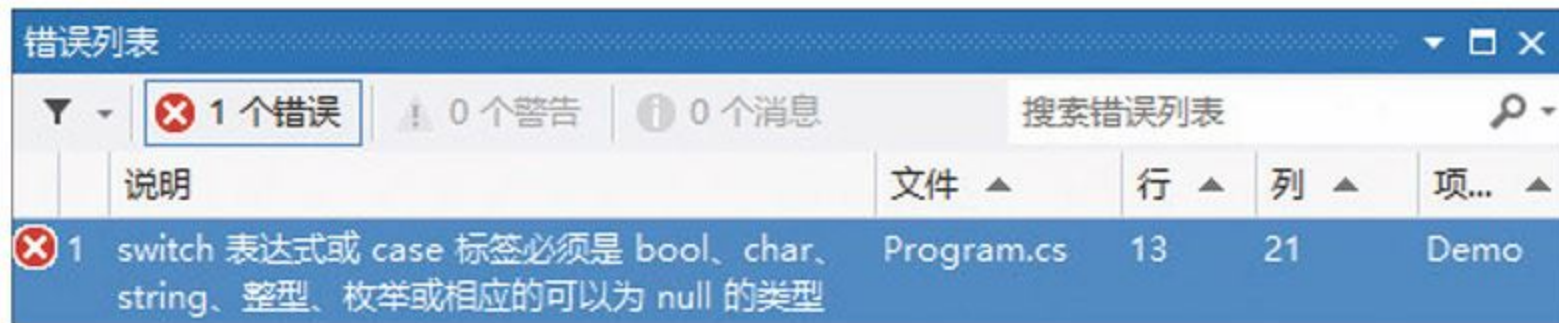 错误列表
1 个错误 0 个警告 0 个消息 搜索错误列表
说明 文件 行 列 项...
1 switch 表达式或 case 标签必须是 bool、char、 Program.cs 13 21 Demo
string、整型、枚举或相应的可以为 null 的类型